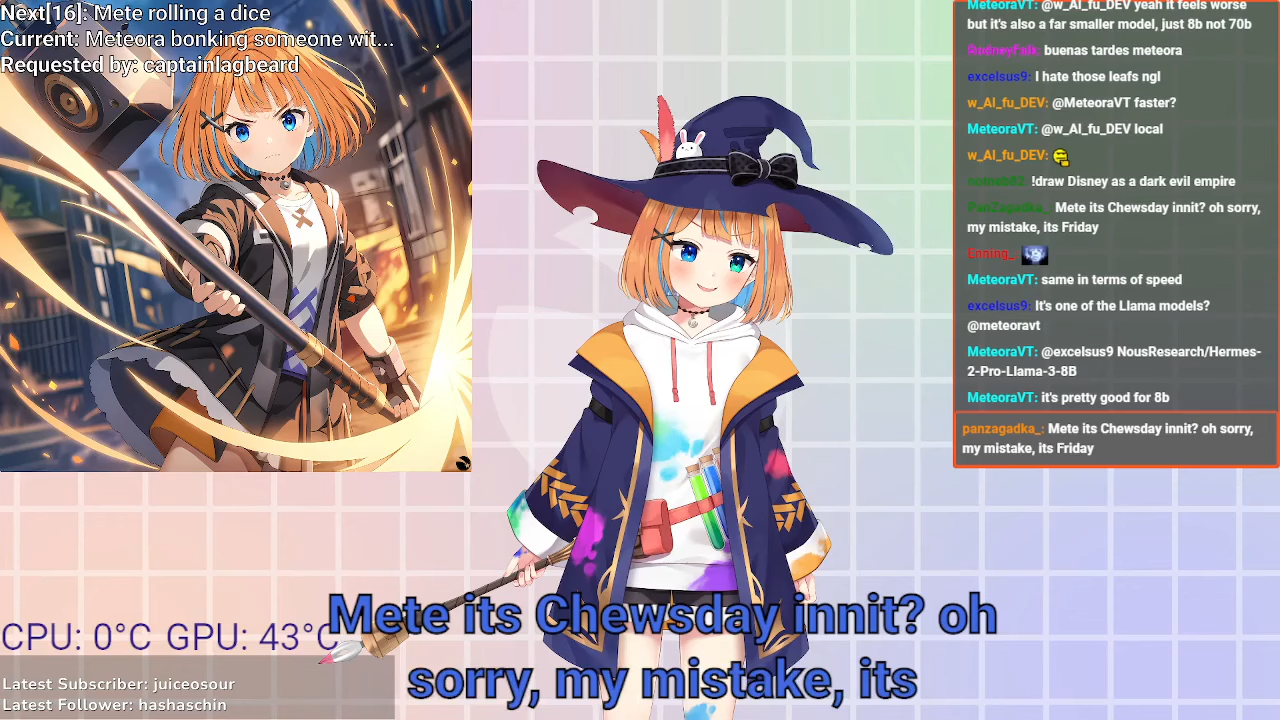 Next[16]: Mete rolling a dice
Current: Meteora bonking someone wit...
Requested by: captainlagbeard
MeteoraVT: @w_AI_fu_DEV yeah it feels worse
but it's also a far smaller model, just 8b not 70b
buenas tardes meteora
excelsus9: I hate those leafs ngl
w_AI_fu_DEV: @MeteoraVT faster?
MeteoraVT: @w_AI_fu_DEV local
w_AI_fu_DEV:
!draw Disney as a dark evil empire
PanZagadka_: Mete its Chewsday innit? oh sorry,
my mistake, its Friday
MeteoraVT: same in terms of speed
excelsus9: It's one of the Llama models?
@meteoravt
MeteoraVT: @excelsus9 NousResearch/Hermes-
2-Pro-Llama-3-8B
MeteoraVT: it's pretty good for 8b
panzagadka_: Mete its Chewsday innit? oh sorry,
my mistake, its Friday
Mete its Chewsday innit? oh
sorry, my mistake, its
CPU: 0°C GPU: 43°C
Latest Subscriber: juiceosour
Latest Follower: hashaschin